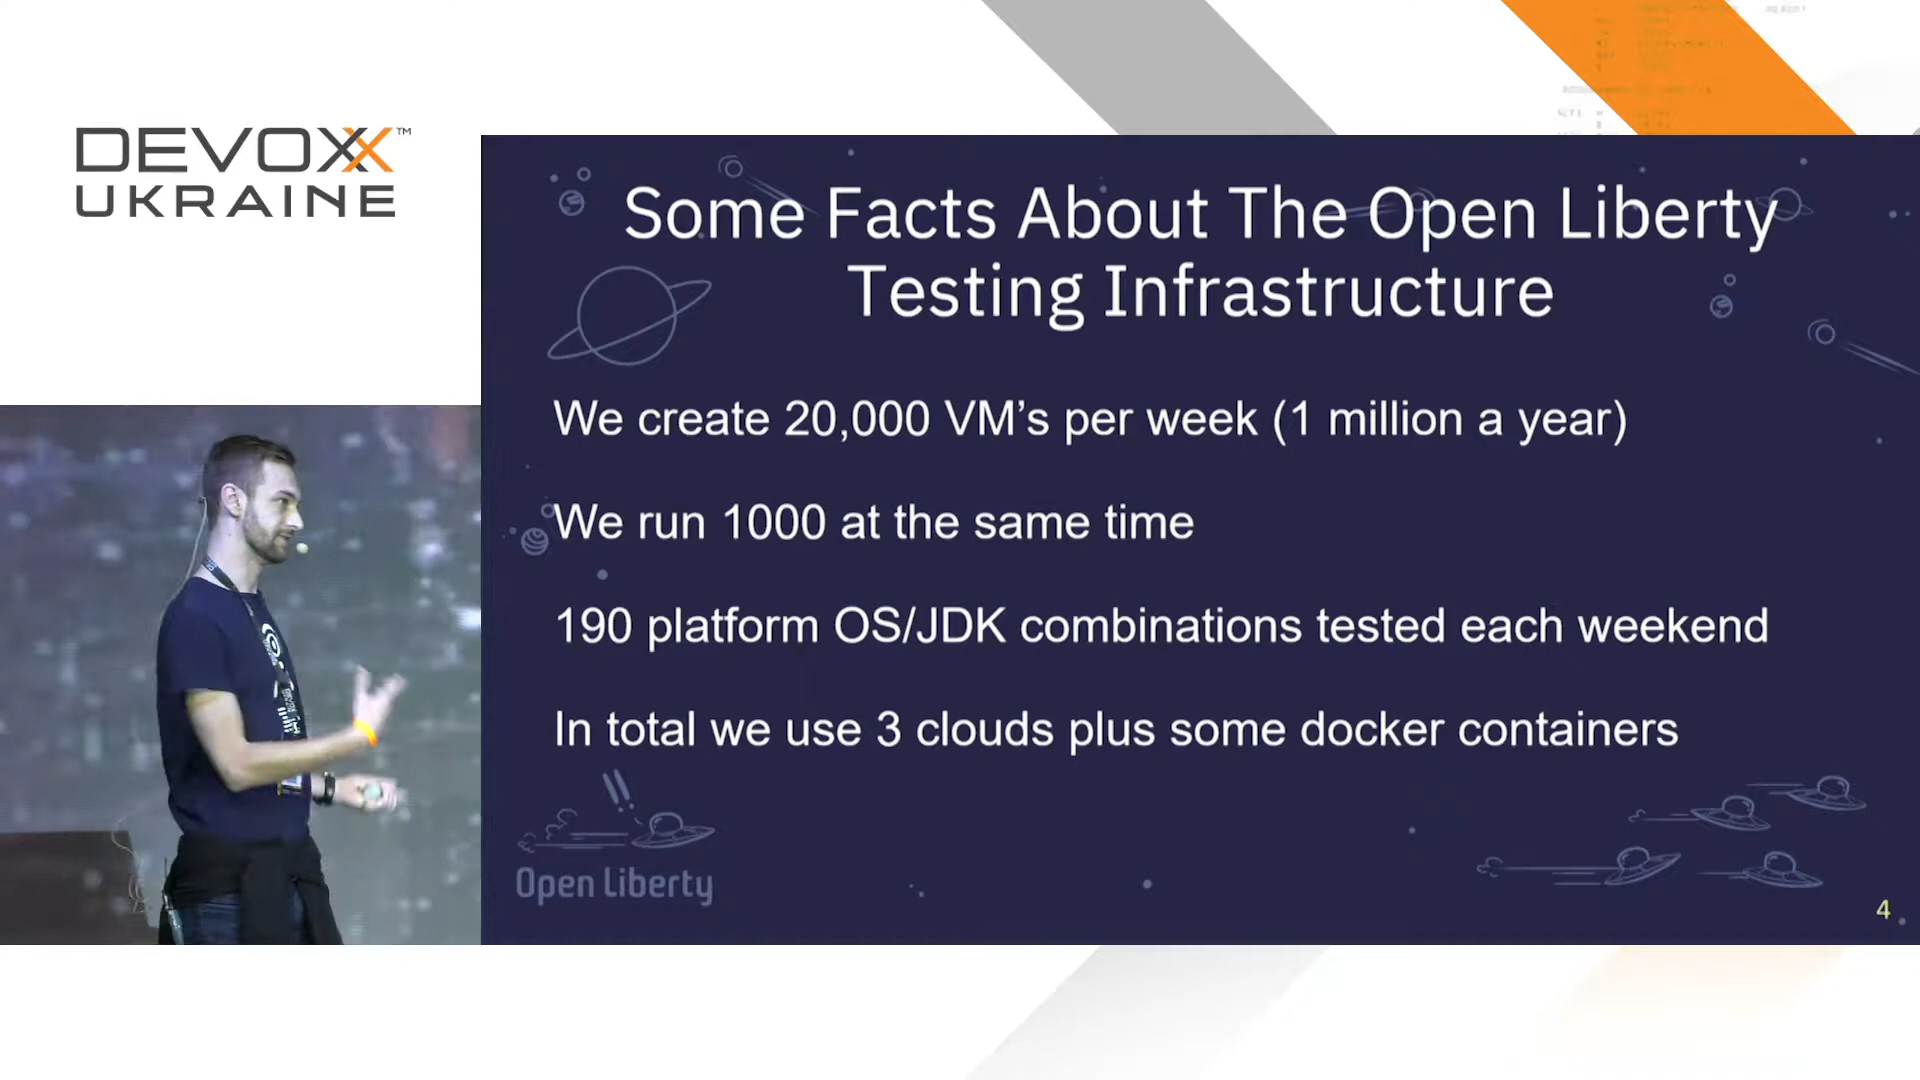 DEVOXX™
UKRAINE
Some Facts About The Open Liberty
Testing Infrastructure
We create 20,000 VM’s per week (1 million a year)
We run 1000 at the same time
190 platform OS/JDK combinations tested each weekend
In total we use 3 clouds plus some docker containers
Open Liberty
4